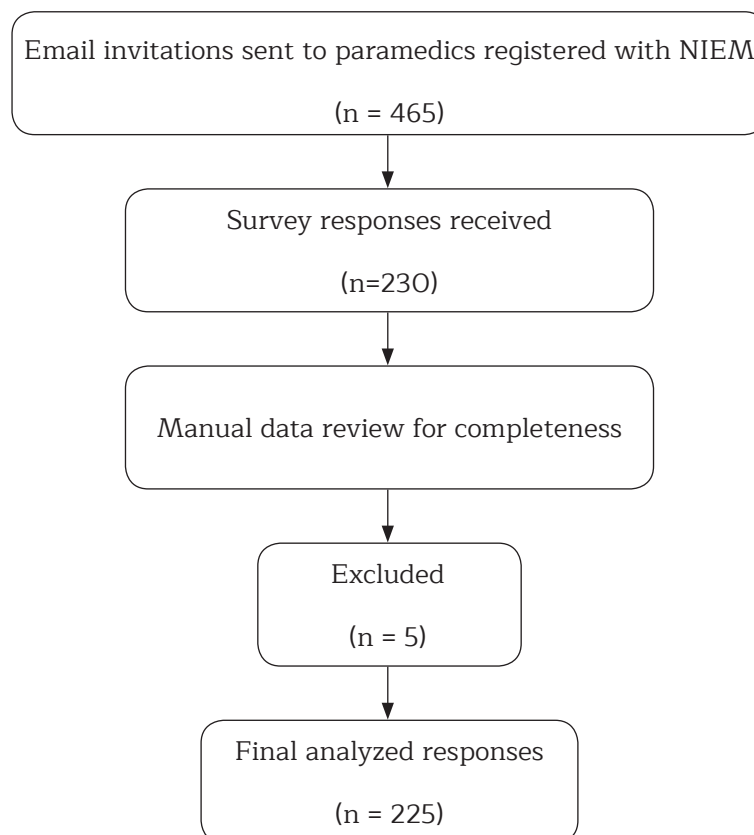 Email invitations sent to paramedics registered with NIEM
(n = 465)
Survey responses received
(n=230)
Manual data review for completeness
Excluded
(n = 5)
Final analyzed responses
(n = 225)